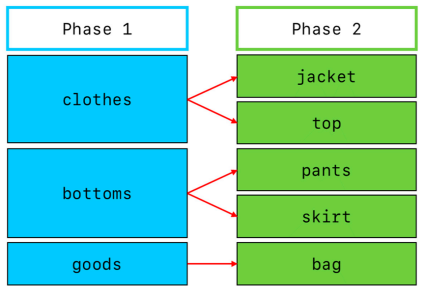 Phase 1
Phase 2
clothes
jacket
top
bottoms
pants
skirt
goods
bag